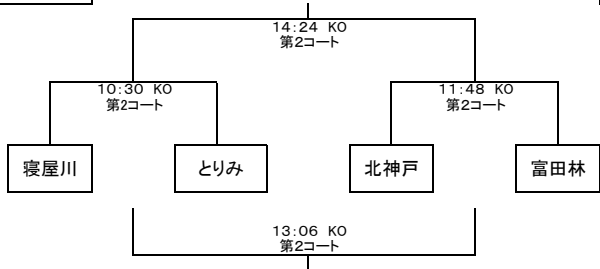 14:24 KO
第2コート
10:30 KO
第2コート
11:48 KO
第2コート
寝屋川
とりみ
北神戸
富田林
13:06 KO
第2コート